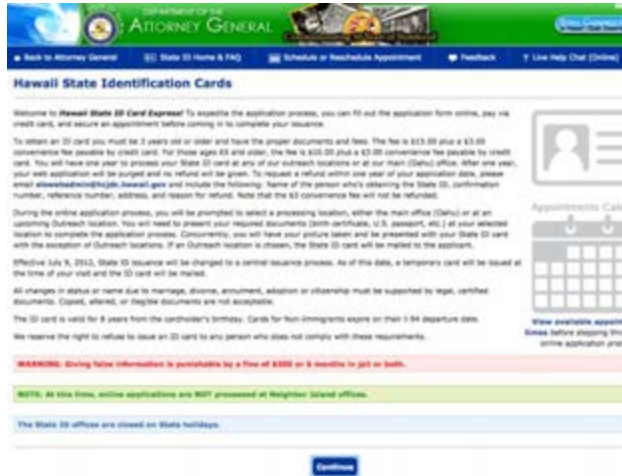 DEPARTMENT OF THE
ATTORNEY GENERAL
Back to Attorney General
State ID Home & FAQ
Schedule or Reschedule Appointment
Feedback
? Live Help Chat (Online)
Hawaii State Identification Cards
Welcome to Hawaii State ID Card Express! To expedite the application process, you can fill out the application form online, pay via
credit card, and secure an appointment before coming in to complete your issuance.
To obtain an ID card you must be 3 years old or older and have the proper documents and fees. The fee is $15.00 plus a $3.00
convenience fee payable by credit card. For those ages 65 and older, the fee is $10.00 plus a $3.00 convenience fee payable by credit
card. You will have one year to process your State ID card at any of our outreach locations or at our main (Oahu) office. After one year,
your web application will be purged and no refund will be given. To request a refund within one year of your application date, please
email @hcjdc.hawaii.gov and include the following: Name of the person who's obtaining the State ID, confirmation
number, reference number, address, and reason for refund. Note that the $3 convenience fee will not be refunded.
During the online application process, you will be prompted to select a processing location, either the main office (Oahu) or at an
upcoming Outreach location. You will need to present your required documents (birth certificate, U.S. passport, etc.) at your selected
location to complete the application process. Concurrently, you will have your picture taken and be presented with your State ID card
with the exception of Outreach locations. If an Outreach location is chosen, the State ID card will be mailed to the applicant.
Effective July 9, 2012, State ID issuance will be changed to a central issuance process. As of this date, a temporary card will be issued at
the time of your visit and the ID card will be mailed.
All changes in status or name due to marriage, divorce, annulment, adoption or citizenship must be supported by legal, certified
documents. Copied, altered, or illegible documents are not acceptable.
The ID card is valid for 8 years from the cardholder's birthday. Cards for Non-immigrants expire on their I-94 departure date.
We reserve the right to refuse to issue an ID card to any person who does not comply with these requirements.
WARNING: Giving false information is punishable by a fine of $300 or 6 months in jail or both.
NOTE: At this time, online applications are NOT processed at Neighbor Island offices.
The State ID offices are closed on State holidays.
Continue
Appointments Cale
View available appoin
times before stepping thr
online application proc